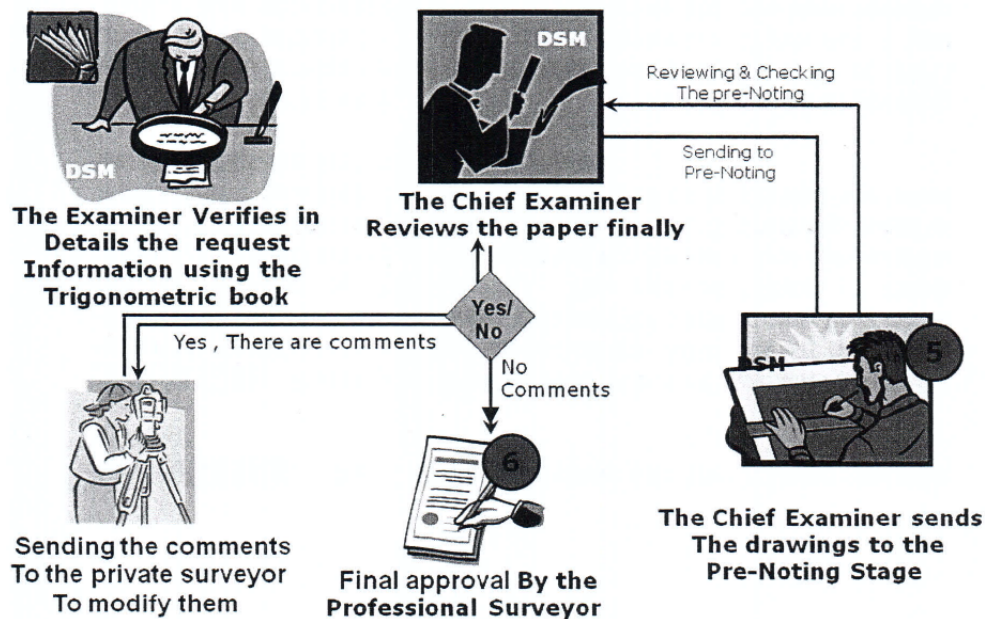 DSM
The Examiner Verifies in
Details the request
Information using the
Trigonometric book
DSM
The Chief Examiner
Reviews the paper finally
Reviewing & Checking
The pre-Noting
Sending to
Pre-Noting
Yes/
No
Yes , There are comments
No
Comments
Sending the comments
To the private surveyor
To modify them
6
Final approval By the
Professional Surveyor
DSM
5
The Chief Examiner sends
The drawings to the
Pre-Noting Stage